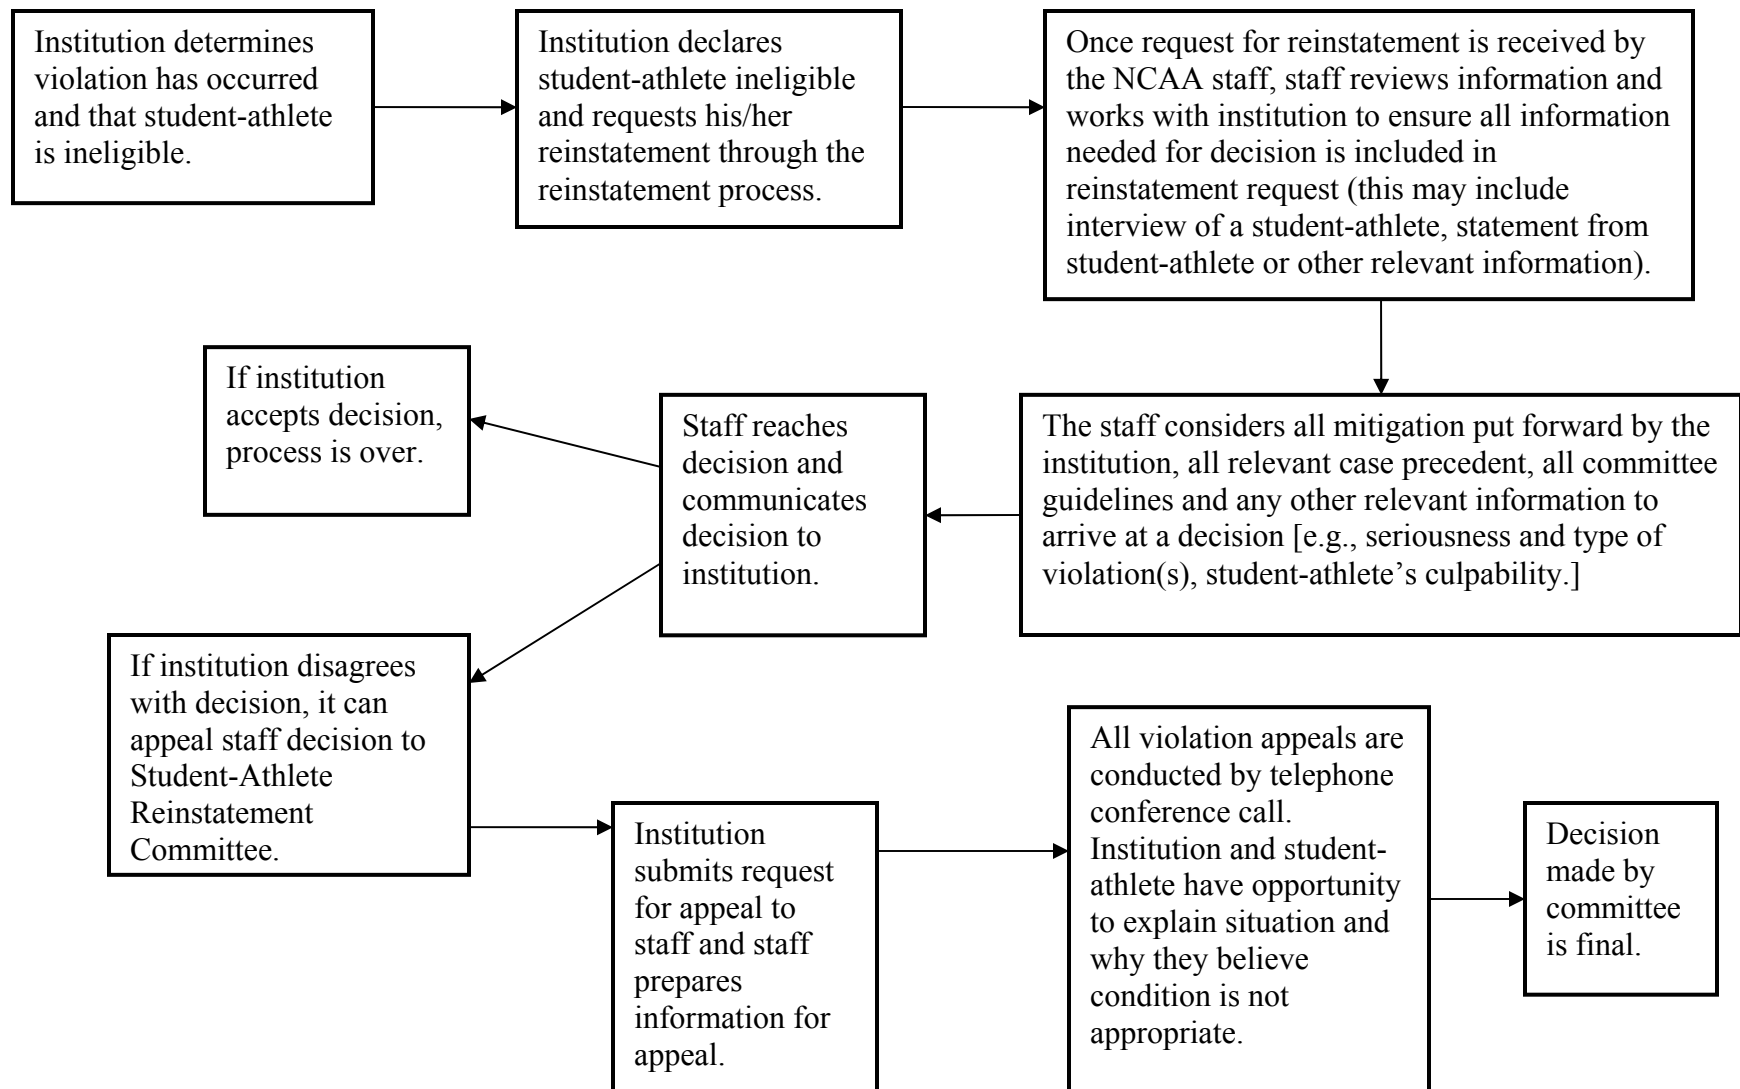 Institution determines
violation has occurred
and that student-athlete
is ineligible.
Institution declares
student-athlete ineligible
and requests his/her
reinstatement through the
reinstatement process.
Once request for reinstatement is received by
the NCAA staff, staff reviews information and
works with institution to ensure all information
needed for decision is included in
reinstatement request (this may include
interview of a student-athlete, statement from
student-athlete or other relevant information).
The staff considers all mitigation put forward by the
institution, all relevant case precedent, all committee
guidelines and any other relevant information to
arrive at a decision [e.g., seriousness and type of
violation(s), student-athlete’s culpability.]
Staff reaches
decision and
communicates
decision to
institution.
If institution
accepts decision,
process is over.
If institution disagrees
with decision, it can
appeal staff decision to
Student-Athlete
Reinstatement
Committee.
Institution
submits request
for appeal to
staff and staff
prepares
information for
appeal.
All violation appeals are
conducted by telephone
conference call.
Institution and student-
athlete have opportunity
to explain situation and
why they believe
condition is not
appropriate.
Decision
made by
committee
is final.